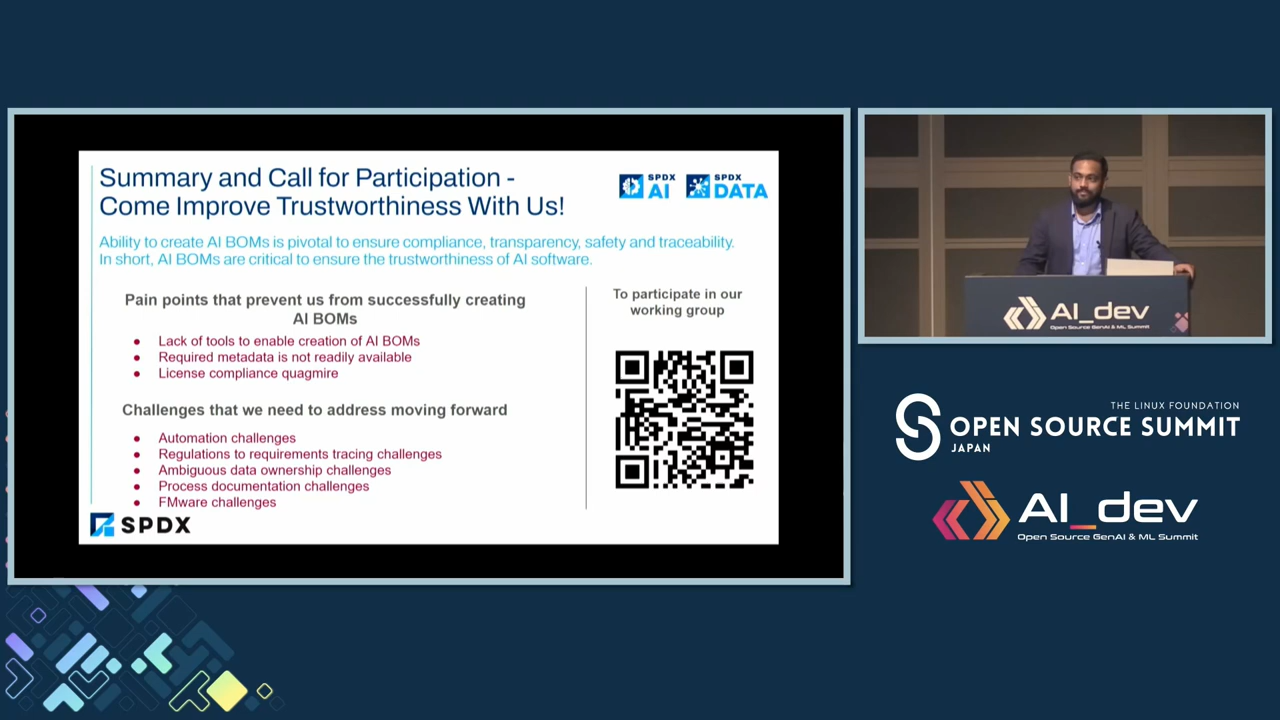 Summary and Call for Participation -
Come Improve Trustworthiness With Us!
SPDX
AI
SPDX
DATA
Ability to create AI BOMs is pivotal to ensure compliance, transparency, safety and traceability.
In short, AI BOMs are critical to ensure the trustworthiness of AI software.
Pain points that prevent us from successfully creating
AI BOMs
● Lack of tools to enable creation of AI BOMs
● Required metadata is not readily available
● License compliance quagmire
Challenges that we need to address moving forward
● Automation challenges
● Regulations to requirements tracing challenges
● Ambiguous data ownership challenges
● Process documentation challenges
● FMware challenges
To participate in our
working group
SPDX
AI_dev
Open Source GenAI & ML Summit
THE LINUX FOUNDATION
OPEN SOURCE SUMMIT
JAPAN
AI_dev
Open Source GenAI & ML Summit